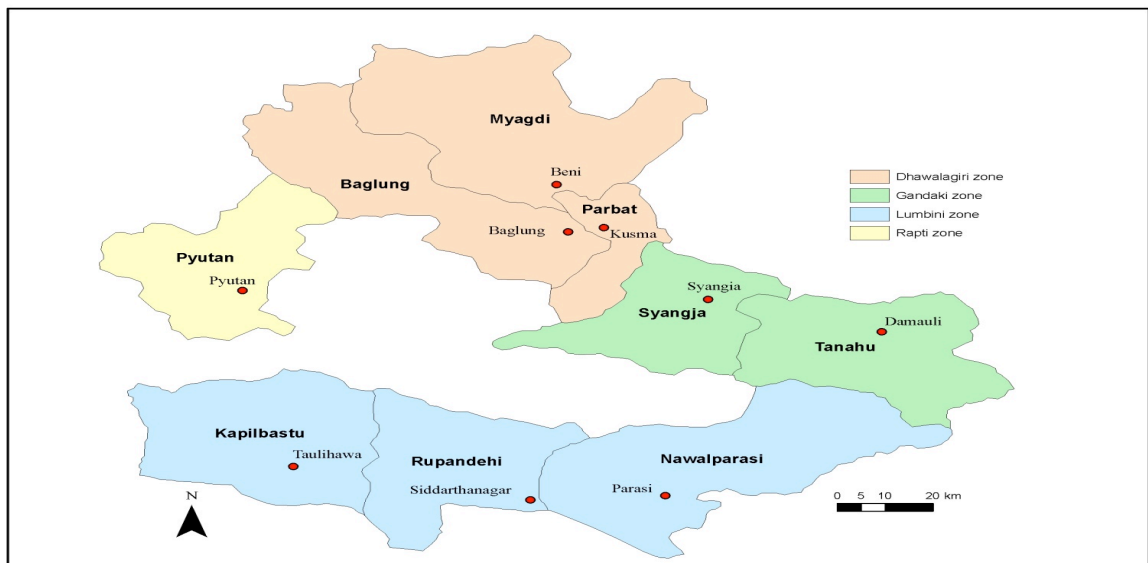 Myagdi
Beni
Baglung
Parbat
Baglung
Kusma
Pyutan
Pyutan
Syangia
Syangja
Damauli
Tanahu
Dhawalagiri zone
Gandaki zone
Lumbini zone
Rapti zone
Kapilbastu
Taulihawa
Rupandehi
Siddarthanagar
Nawalparasi
Parasi
N
0 5 10 20 km